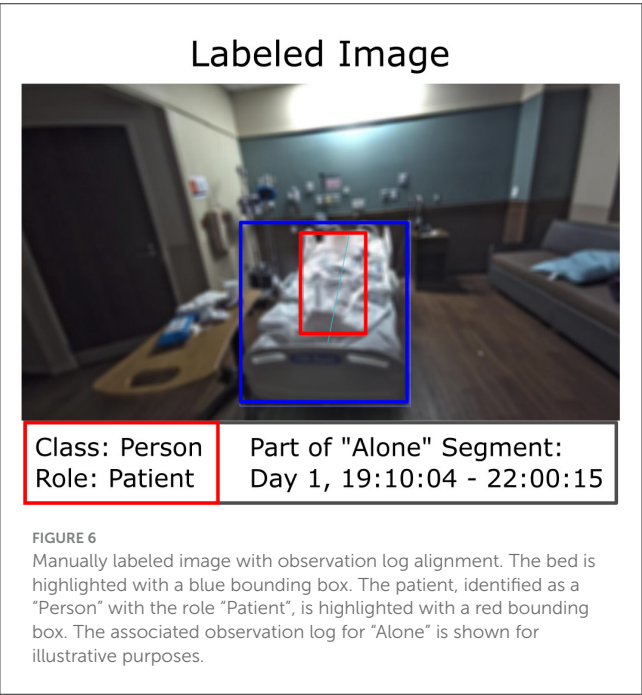 Labeled Image
Class: Person
Role: Patient
Part of "Alone" Segment:
Day 1, 19:10:04 - 22:00:15
FIGURE 6
Manually labeled image with observation log alignment. The bed is
highlighted with a blue bounding box. The patient, identified as a
“Person” with the role “Patient”, is highlighted with a red bounding
box. The associated observation log for “Alone” is shown for
illustrative purposes.